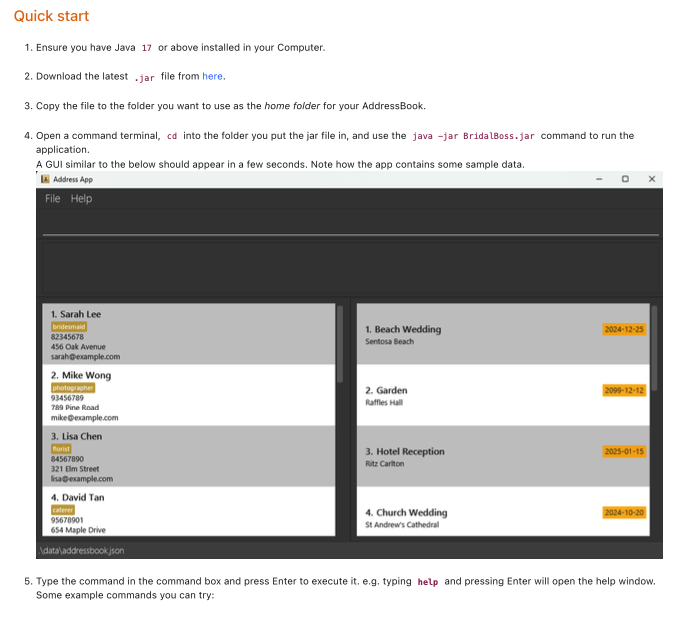 Quick start
1. Ensure you have Java 17 or above installed in your Computer.
2. Download the latest .jar file from here.
3. Copy the file to the folder you want to use as the home folder for your AddressBook.
4. Open a command terminal, cd into the folder you put the jar file in, and use the java -jar BridalBoss.jar command to run the
application.
A GUI similar to the below should appear in a few seconds. Note how the app contains some sample data.
Address App
File Help
1. Sarah Lee
bridesmaid
82345678
456 Oak Avenue
sarah@example.com
2. Mike Wong
photographer
93456789
789 Pine Road
mike@example.com
3. Lisa Chen
florist
84567890
321 Elm Street
lisa@example.com
4. David Tan
caterer
95678901
654 Maple Drive
1. Beach Wedding 2024-12-25
Sentosa Beach
2. Garden 2099-12-12
Raffles Hall
3. Hotel Reception 2025-01-15
Ritz Carlton
4. Church Wedding 2024-10-20
St Andrew's Cathedral
.\data\addressbook.json
5. Type the command in the command box and press Enter to execute it. e.g. typing help and pressing Enter will open the help window.
Some example commands you can try: